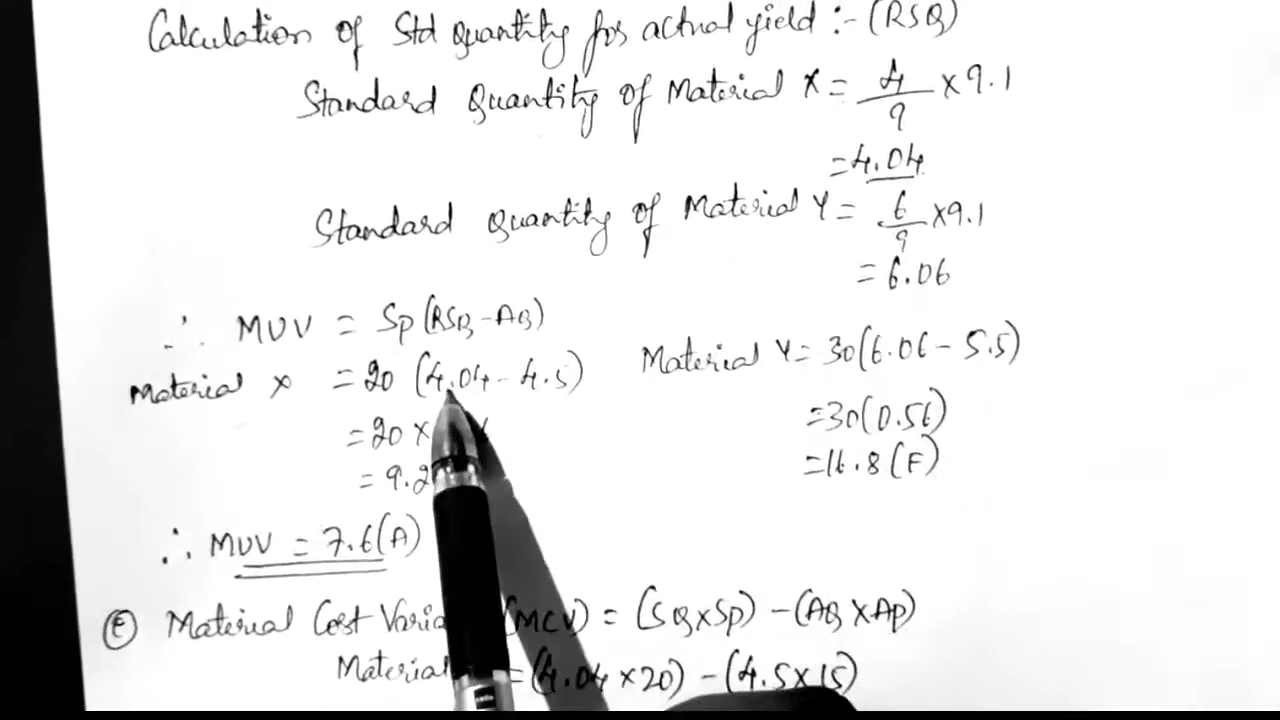 Calculation of Std Quantity for actual yield :- (RSQ)
Standard Quantity of Material X = 4/9 × 9.1
= 4.04
Standard Quantity of Material Y = 6/9 × 9.1
= 6.06
∴ MUV = SP(RSQ - AQ)
Material X = 20 (4.04 - 4.5)
= 20 ×
= 9.2
Material Y = 30(6.06 - 5.5)
= 30(0.56)
= 16.8 (F)
∴ MUV = 7.6(A)
(E) Material Cost (MCV) = (SQ×SP) - (AQ×AP)
Material = (4.04 × 20) - (4.5×15)